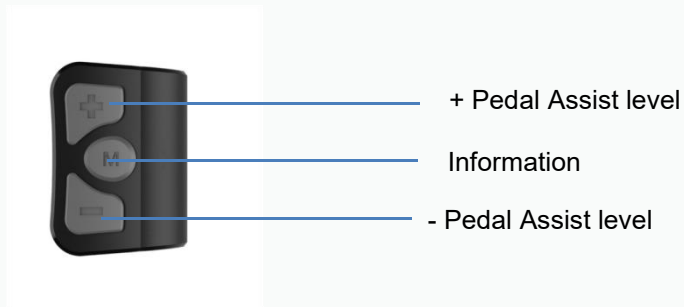 + Pedal Assist level
M
Information
- Pedal Assist level